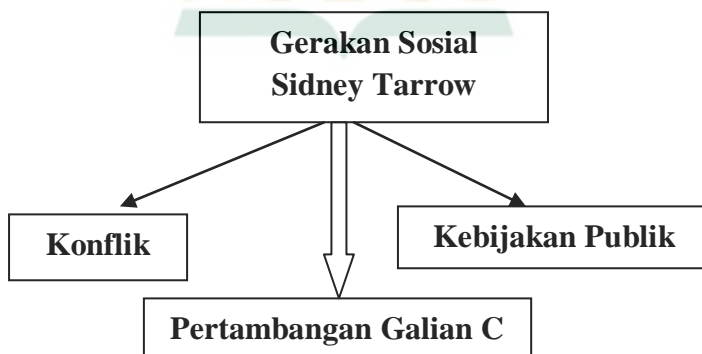 Gerakan Sosial
Sidney Tarrow
Konflik
Kebijakan Publik
Pertambangan Galian C